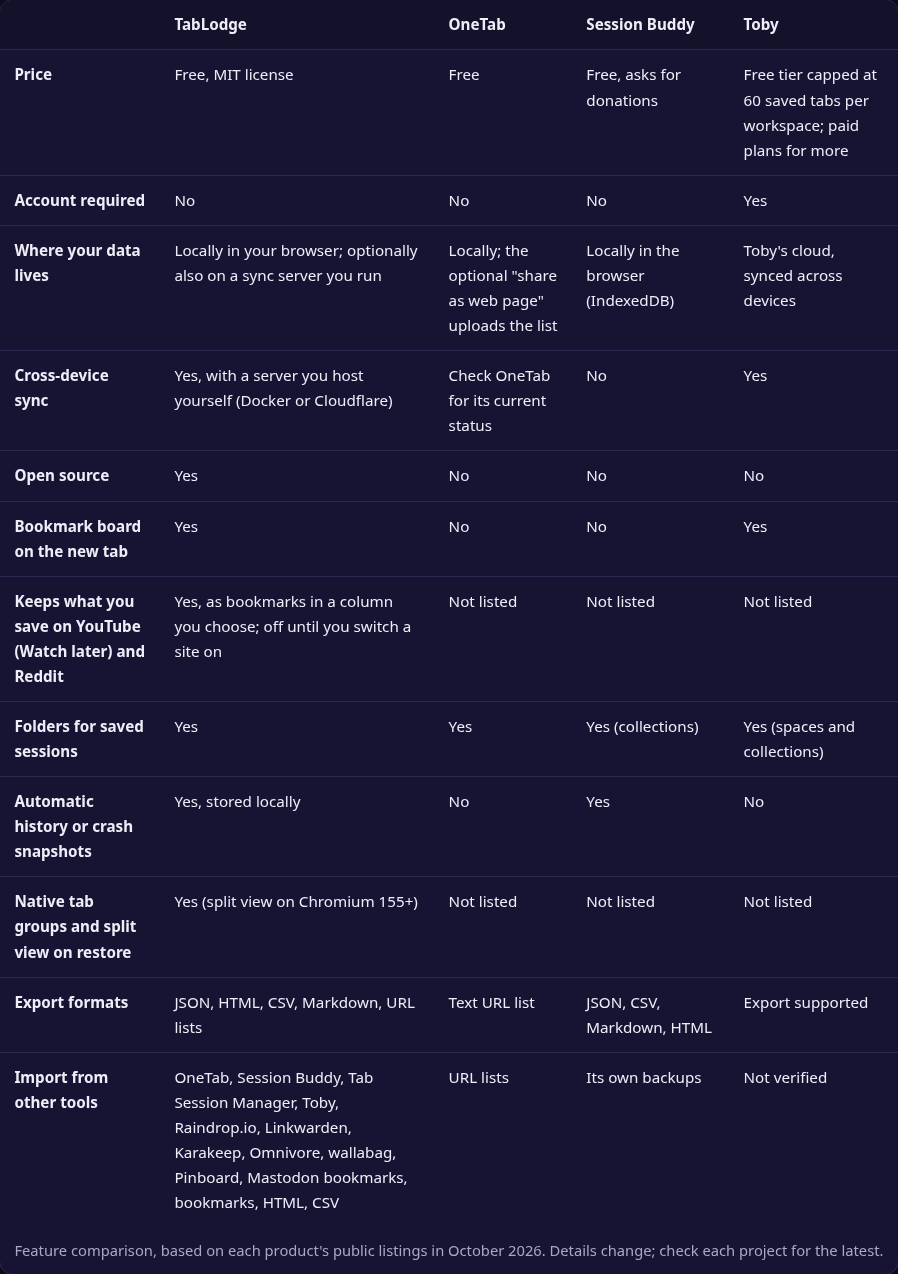 TabLodge OneTab Session Buddy Toby
Price Free, MIT license Free Free, asks for Free tier capped at
donations 60 saved tabs per
workspace; paid
plans for more
Account required No No No Yes
Where your data Locally in your browser; optionally Locally; the Locally in the Toby's cloud,
lives also on a sync server you run optional "share browser synced across
as web page" (IndexedDB) devices
uploads the list
Cross-device Yes, with a server you host Check OneTab No Yes
sync yourself (Docker or Cloudflare) for its current
status
Open source Yes No No No
Bookmark board Yes No No Yes
on the new tab
Keeps what you Yes, as bookmarks in a column Not listed Not listed Not listed
save on YouTube you choose; off until you switch a
(Watch later) and site on
Reddit
Folders for saved Yes Yes Yes (collections) Yes (spaces and
sessions collections)
Automatic Yes, stored locally No Yes No
history or crash
snapshots
Native tab Yes (split view on Chromium 155+) Not listed Not listed Not listed
groups and split
view on restore
Export formats JSON, HTML, CSV, Markdown, URL Text URL list JSON, CSV, Export supported
lists Markdown, HTML
Import from OneTab, Session Buddy, Tab URL lists Its own backups Not verified
other tools Session Manager, Toby,
Raindrop.io, Linkwarden,
Karakeep, Omnivore, wallabag,
Pinboard, Mastodon bookmarks,
bookmarks, HTML, CSV
Feature comparison, based on each product's public listings in October 2026. Details change; check each project for the latest.